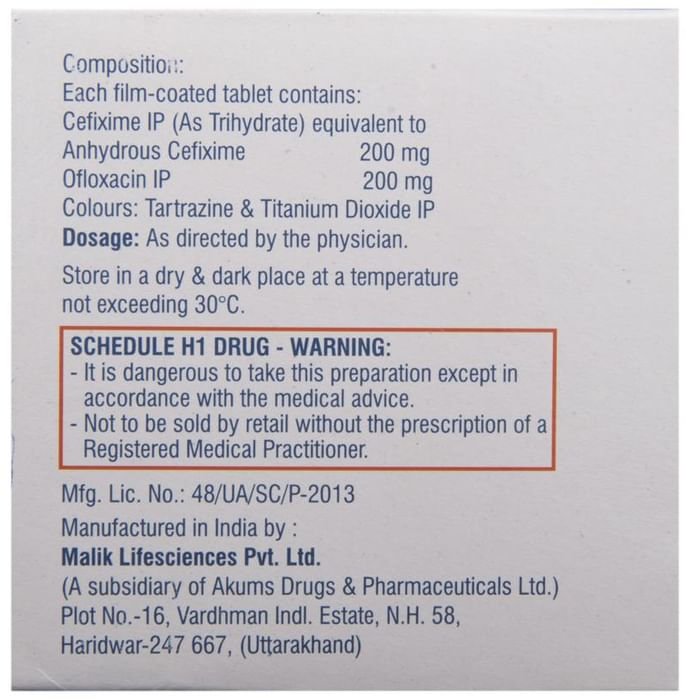 Composition:
Each film-coated tablet contains:
Cefixime IP (As Trihydrate) equivalent to
Anhydrous Cefixime 200 mg
Ofloxacin IP 200 mg
Colours: Tartrazine & Titanium Dioxide IP
Dosage: As directed by the physician.
Store in a dry & dark place at a temperature
not exceeding 30°C.
SCHEDULE H1 DRUG - WARNING:
- It is dangerous to take this preparation except in
accordance with the medical advice.
- Not to be sold by retail without the prescription of a
Registered Medical Practitioner.
Mfg. Lic. No.: 48/UA/SC/P-2013
Manufactured in India by :
Malik Lifesciences Pvt. Ltd.
(A subsidiary of Akums Drugs & Pharmaceuticals Ltd.)
Plot No.-16, Vardhman Indl. Estate, N.H. 58,
Haridwar-247 667, (Uttarakhand)